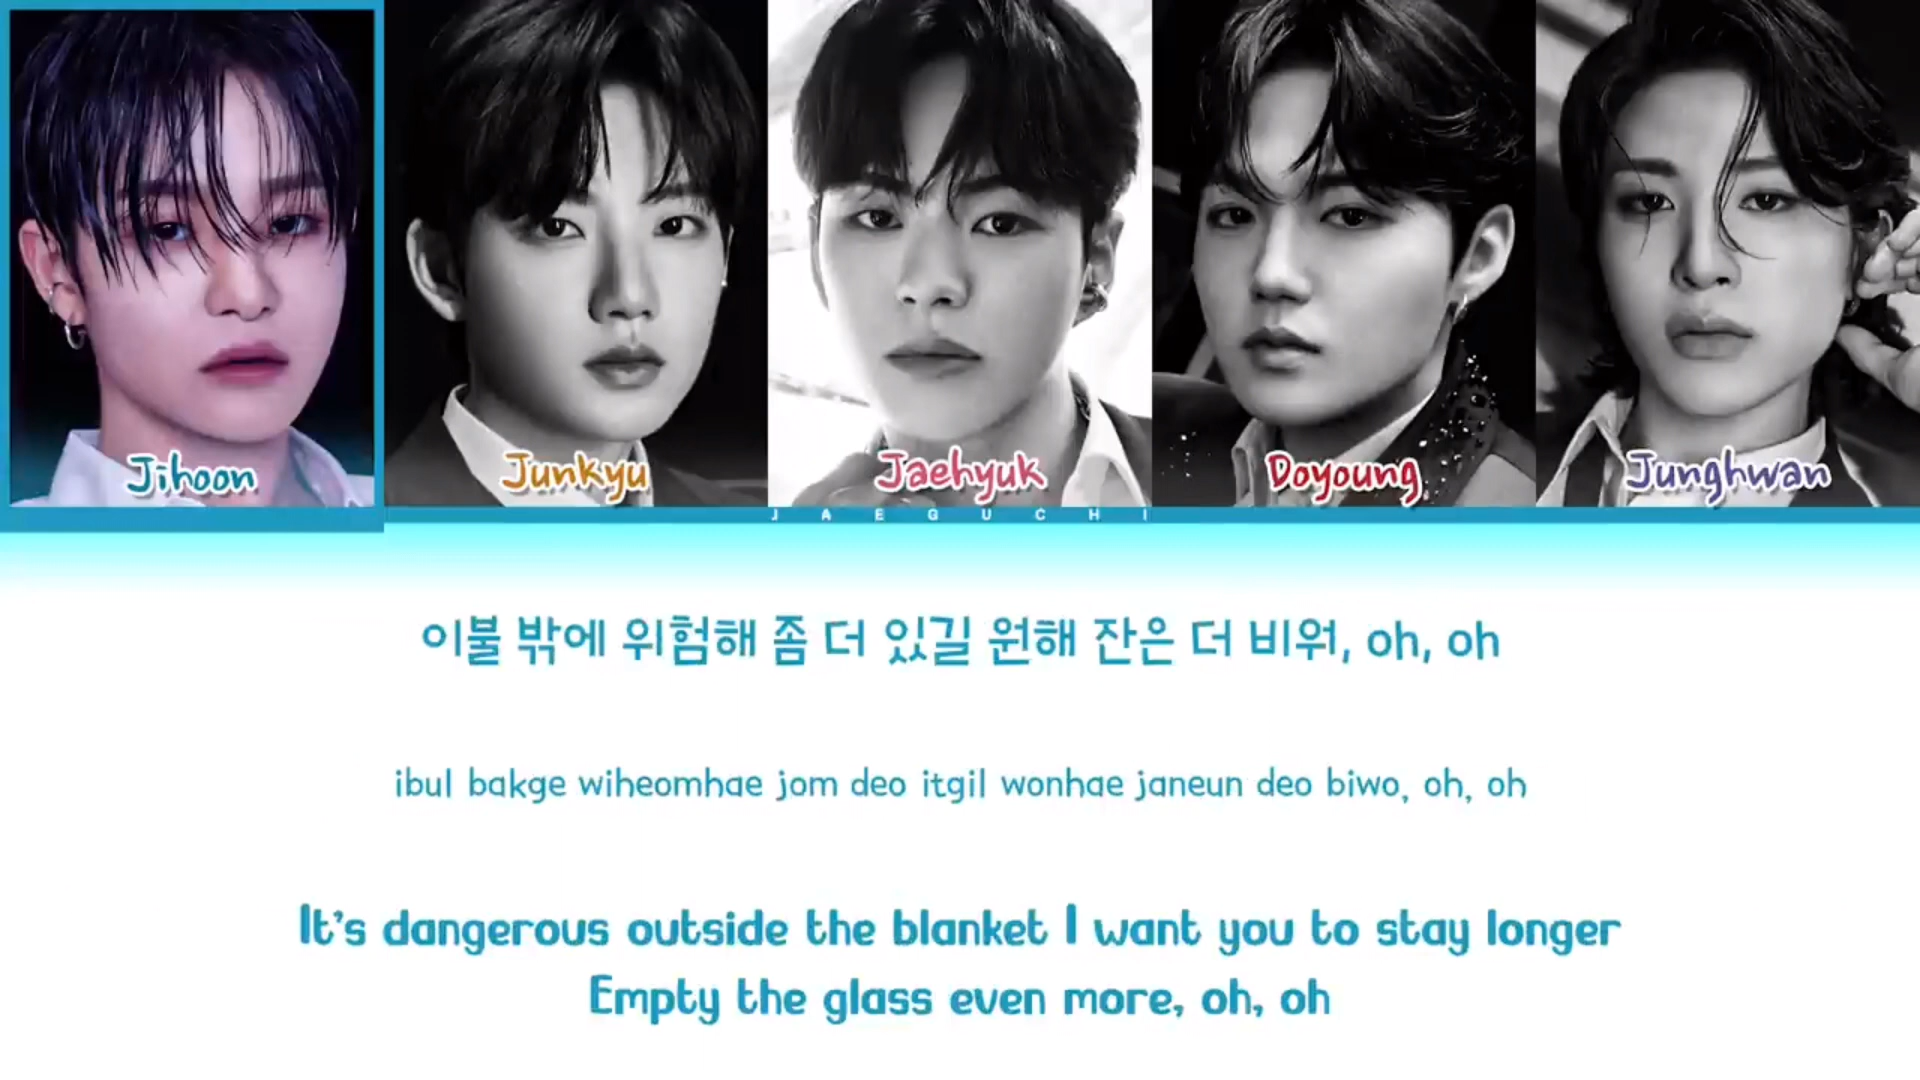 Jihoon
Junkyu
Jaehyuk
Doyoung
Junghwan
JAEGUCHI
이불 밖에 위험해 좀 더 있길 원해 잔은 더 비워, oh, oh
ibul bakge wiheomhae jom deo itgil wonhae janeun deo biwo, oh, oh
It's dangerous outside the blanket I want you to stay longer
Empty the glass even more, oh, oh